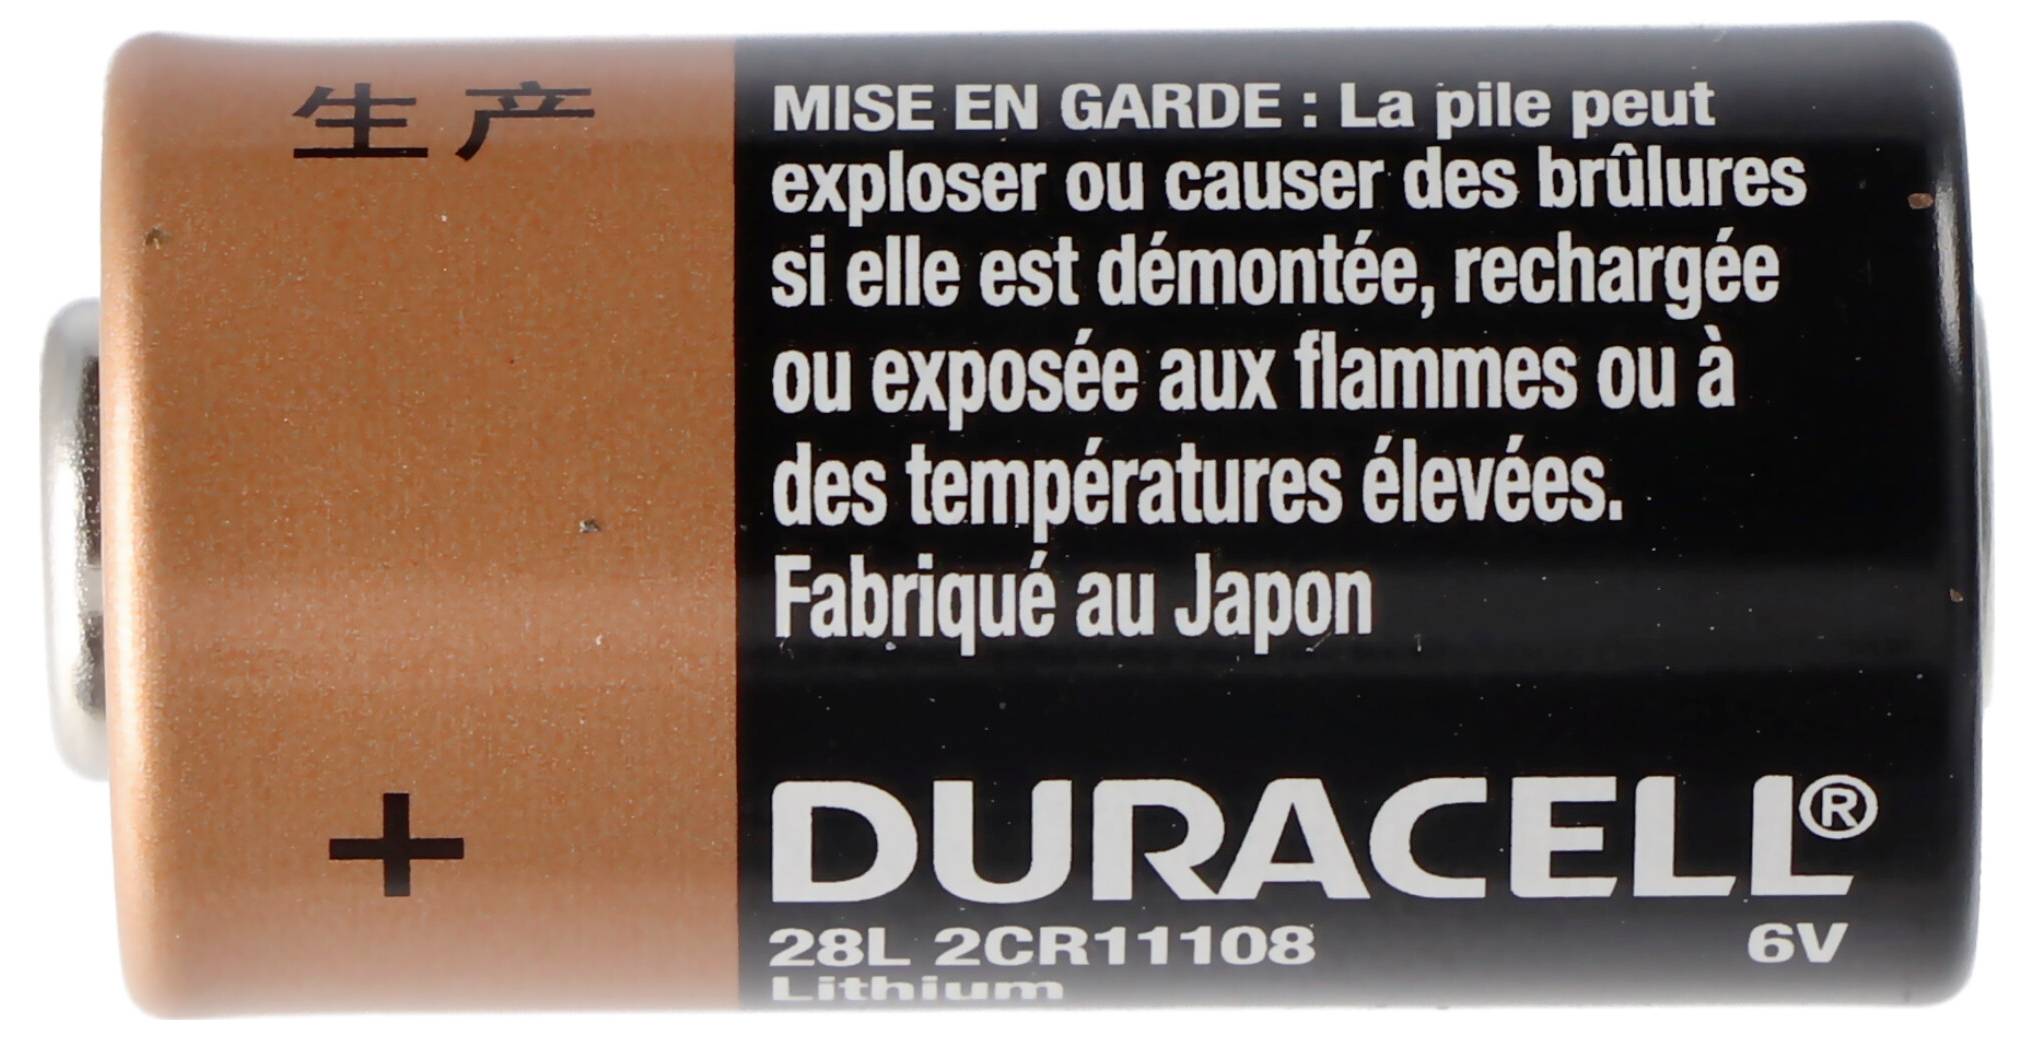 生产
MISE EN GARDE : La pile peut
exploser ou causer des brûlures
si elle est démontée, rechargée
ou exposée aux flammes ou à
des températures élevées.
Fabriqué au Japon
+
DURACELL®
28L 2CR11108 6V
Lithium